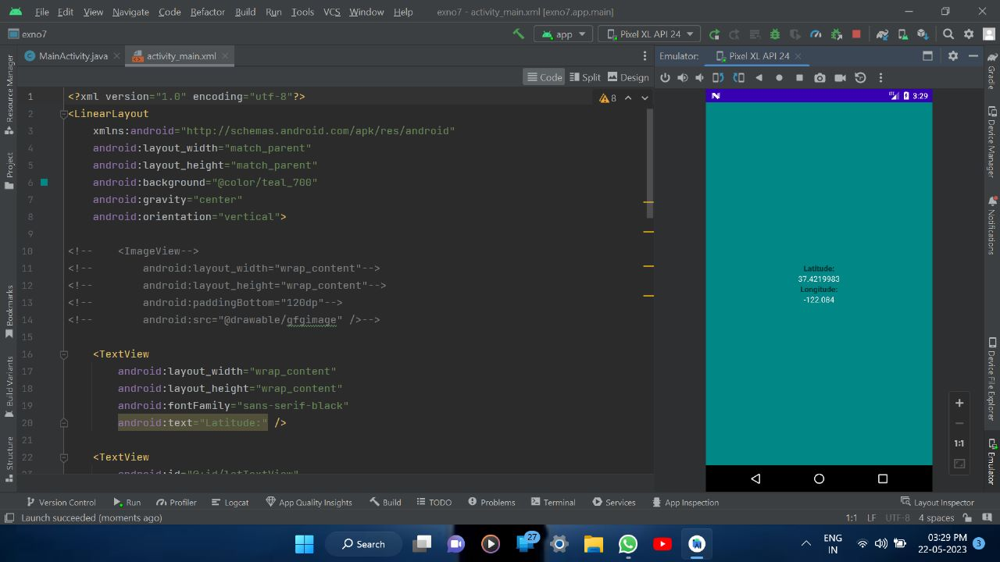 File Edit View Navigate Code Refactor Build Run Tools VCS Window Help exno7 - activity_main.xml [exno7.app.main]
exno7 app Pixel XL API 24
MainActivity.java activity_main.xml Emulator: Pixel XL API 24
Code Split Design
1 <?xml version="1.0" encoding="utf-8"?> 8
2 <LinearLayout
3 xmlns:android="http://schemas.android.com/apk/res/android"
4 android:layout_width="match_parent"
5 android:layout_height="match_parent"
6 android:background="@color/teal_700"
7 android:gravity="center"
8 android:orientation="vertical">
9
10 <!-- <ImageView-->
11 <!-- android:layout_width="wrap_content"-->
12 <!-- android:layout_height="wrap_content"-->
13 <!-- android:paddingBottom="120dp"-->
14 <!-- android:src="@drawable/gfgimage" />-->
15
16 <TextView
17 android:layout_width="wrap_content"
18 android:layout_height="wrap_content"
19 android:fontFamily="sans-serif-black"
20 android:text="Latitude:" />
21
22 <TextView
3:29
Latitude:
37.4219983
Longitude:
-122.084
1:1
Resource Manager
Project
Bookmarks
Build Variants
Structure
Gradle
Device Manager
Notifications
Device File Explorer
Emulator
Version Control Run Profiler Logcat App Quality Insights Build TODO Problems Terminal Services App Inspection Layout Inspector
Launch succeeded (moments ago) 1:1 LF UTF-8 4 spaces
Search 27 ENG 03:29 PM
IN 22-05-2023 3